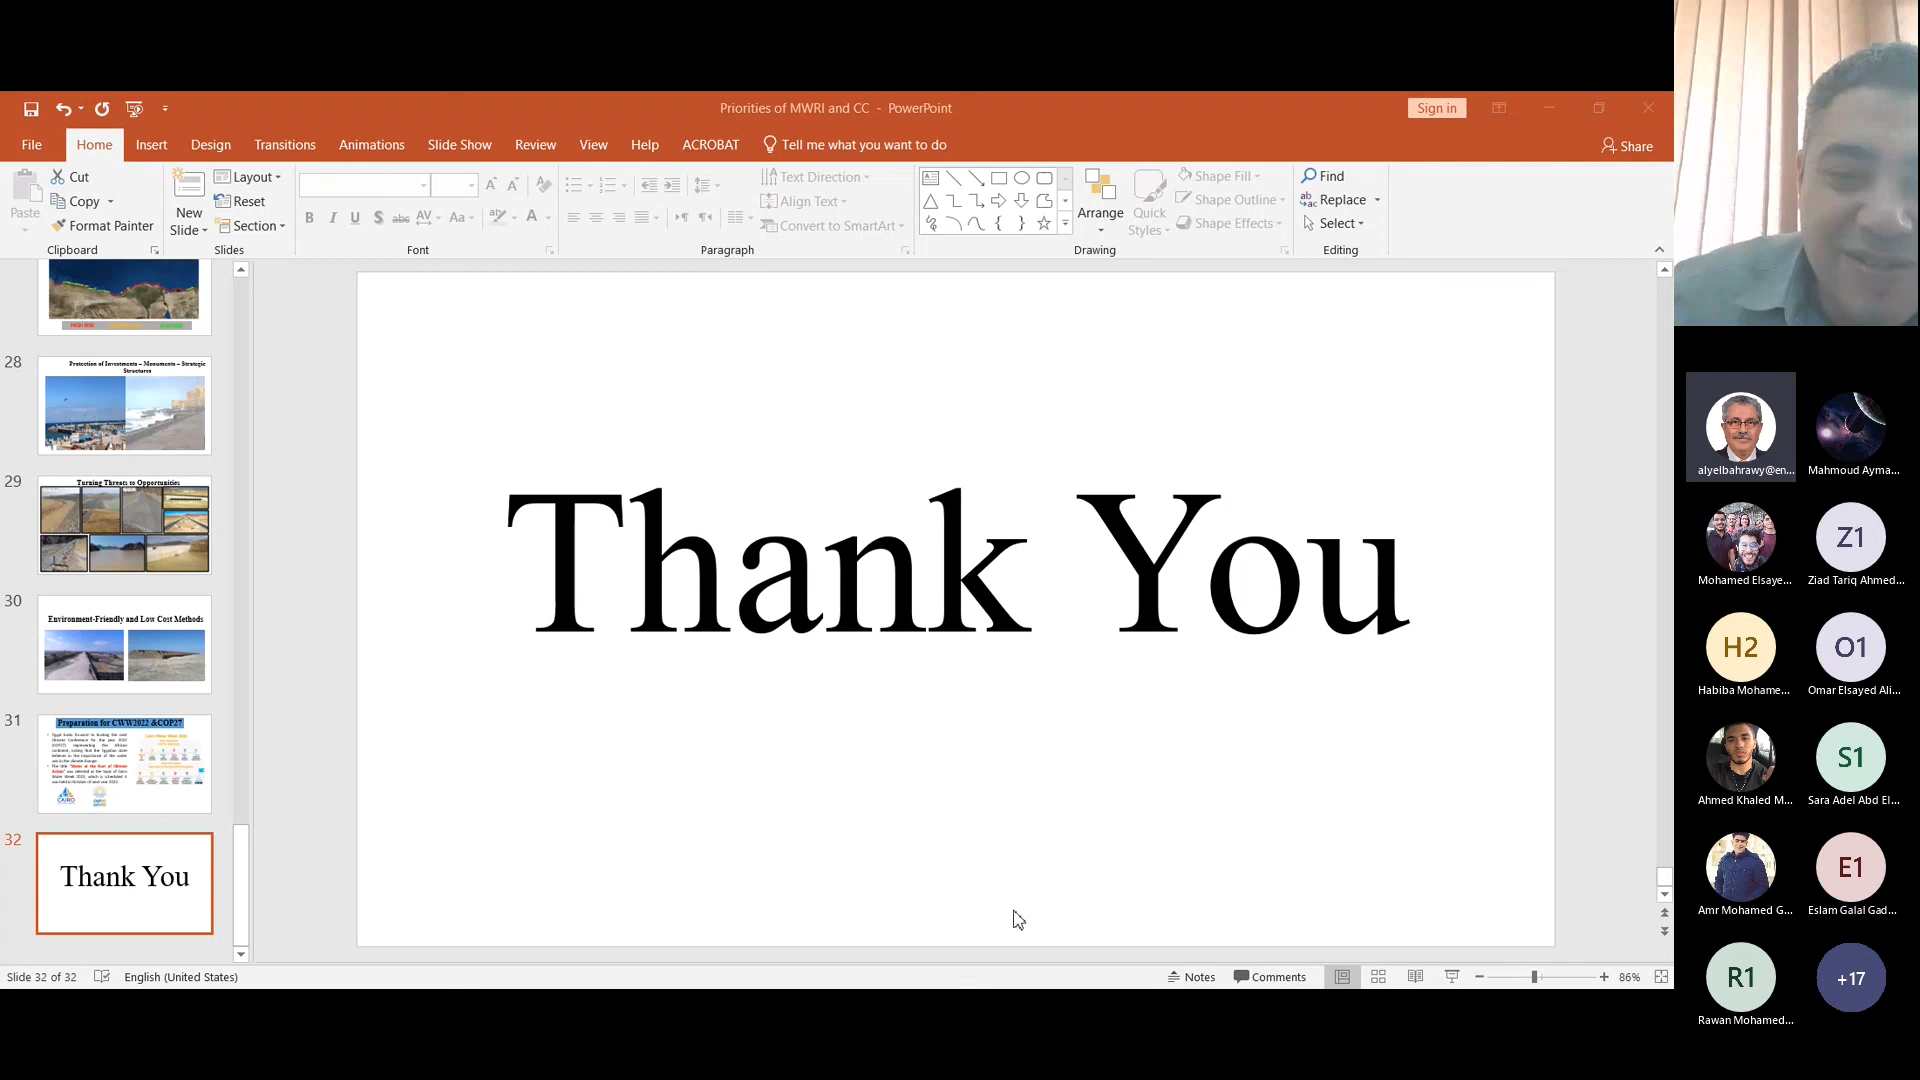 Priorities of MWRI and CC - PowerPoint
Sign in
File Home Insert Design Transitions Animations Slide Show Review View Help ACROBAT Tell me what you want to do
Share
Paste
Cut
Copy
Format Painter
Clipboard
New Slide
Layout
Reset
Section
Slides
B I U S abc AV Aa A
Font
Text Direction
Align Text
Convert to SmartArt
Paragraph
Arrange
Quick Styles
Shape Fill
Shape Outline
Shape Effects
Drawing
Find
Replace
Select
Editing
HIGH RISK
28
Protection of Investments – Monuments – Strategic
Structures
29
Turning Threats to Opportunities
30
Environment-Friendly and Low Cost Methods
31
Preparation for CWW2022 &COP27
32
Thank You
Thank You
Slide 32 of 32
English (United States)
Notes
Comments
86%
alyelbahrawy@en...
Mahmoud Ayma...
Mohamed Elsaye...
Z1
Ziad Tariq Ahmed...
H2
Habiba Mohame...
O1
Omar Elsayed Ali...
Ahmed Khaled M...
S1
Sara Adel Abd El...
Amr Mohamed G...
E1
Eslam Galal Gad...
R1
Rawan Mohamed...
+17